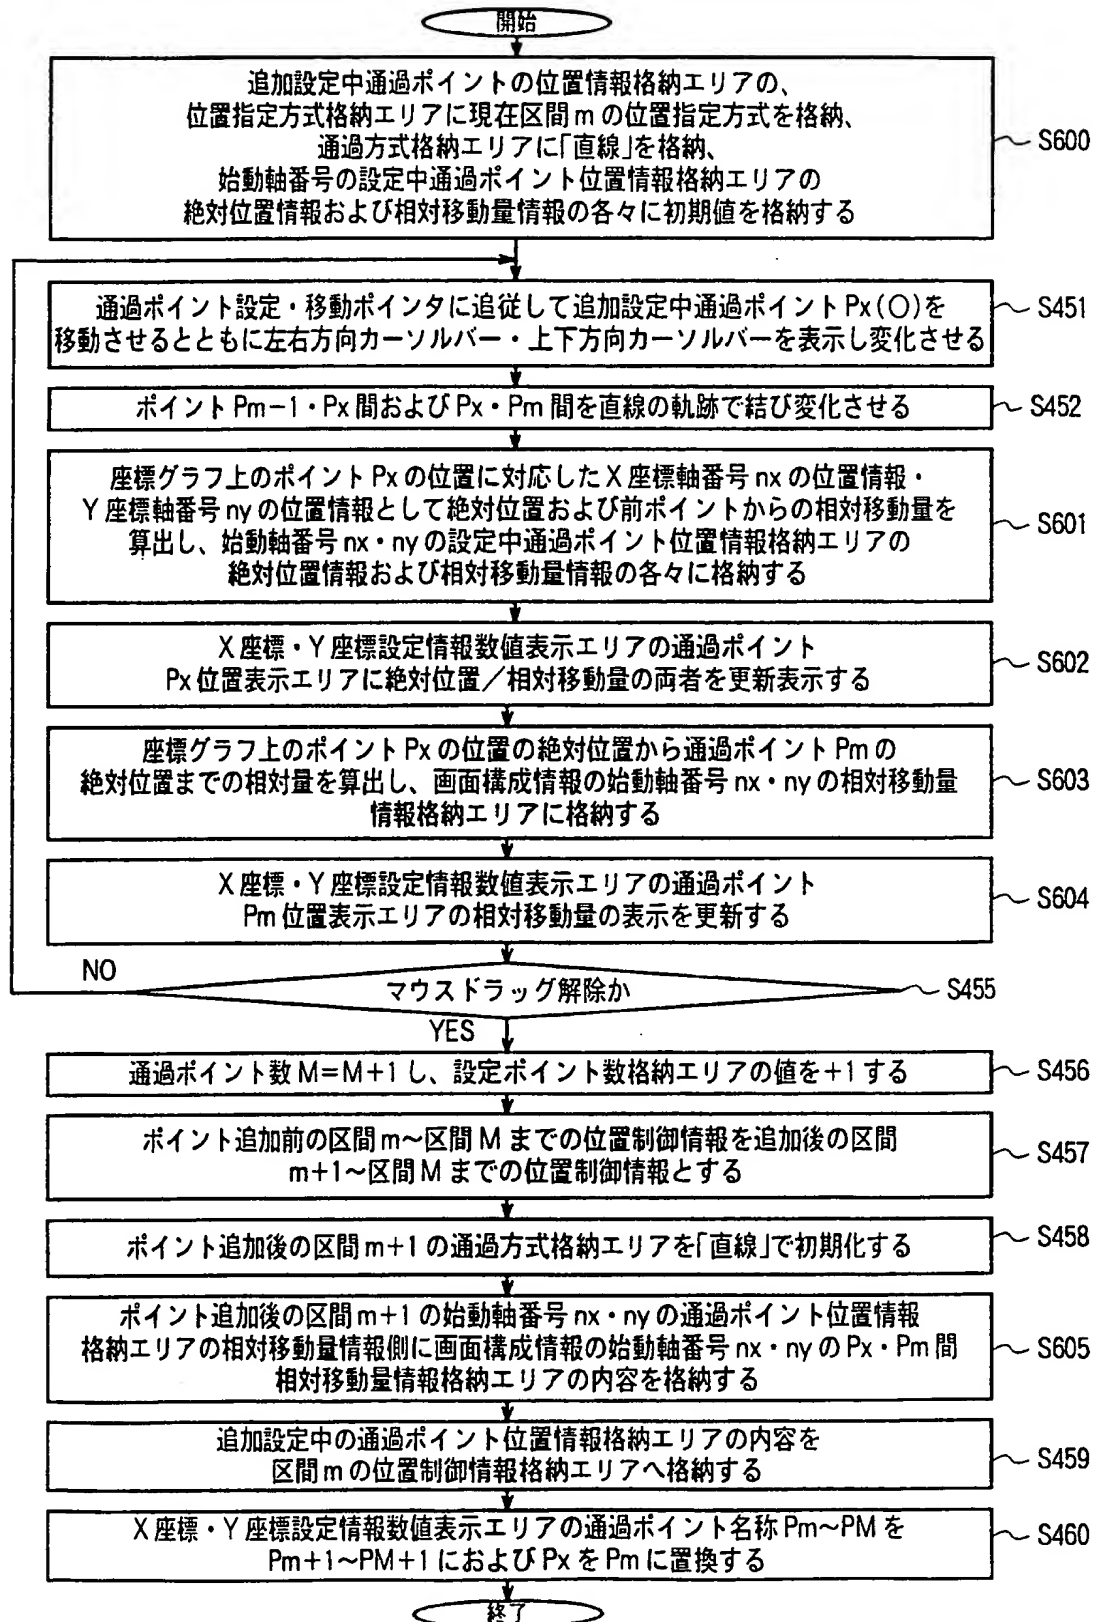 開始
追加設定中通過ポイントの位置情報格納エリアの、
位置指定方式格納エリアに現在区間mの位置指定方式を格納、
通過方式格納エリアに「直線」を格納、
始動軸番号の設定中通過ポイント位置情報格納エリアの
絶対位置情報および相対移動量情報の各々に初期値を格納する
S600
通過ポイント設定・移動ポインタに追従して追加設定中通過ポイントPx(〇)を
移動させるとともに左右方向カーソルバー・上下方向カーソルバーを表示し変化させる
S451
ポイントPm-1・Px間およびPx・Pm間を直線の軌跡で結び変化させる
S452
座標グラフ上のポイントPxの位置に対応したX座標軸番号nxの位置情報・
Y座標軸番号nyの位置情報として絶対位置および前ポイントからの相対移動量を
算出し、始動軸番号nx・nyの設定中通過ポイント位置情報格納エリアの
絶対位置情報および相対移動量情報の各々に格納する
S601
X座標・Y座標設定情報数値表示エリアの通過ポイント
Px位置表示エリアに絶対位置/相対移動量の両者を更新表示する
S602
座標グラフ上のポイントPxの位置の絶対位置から通過ポイントPmの
絶対位置までの相対量を算出し、画面構成情報の始動軸番号nx・nyの相対移動量
情報格納エリアに格納する
S603
X座標・Y座標設定情報数値表示エリアの通過ポイント
Pm位置表示エリアの相対移動量の表示を更新する
S604
NO
マウスドラッグ解除か
S455
YES
通過ポイント数M=M+1し、設定ポイント数格納エリアの値を+1する
S456
ポイント追加前の区間m~区間Mまでの位置制御情報を追加後の区間
m+1~区間Mまでの位置制御情報とする
S457
ポイント追加後の区間m+1の通過方式格納エリアを「直線」で初期化する
S458
ポイント追加後の区間m+1の始動軸番号nx・nyの通過ポイント位置情報
格納エリアの相対移動量情報側に画面構成情報の始動軸番号nx・nyのPx・Pm間
相対移動量情報格納エリアの内容を格納する
S605
追加設定中の通過ポイント位置情報格納エリアの内容を
区間mの位置制御情報格納エリアへ格納する
S459
X座標・Y座標設定情報数値表示エリアの通過ポイント名称Pm~PMを
Pm+1~PM+1におよびPxをPmに置換する
S460
終了